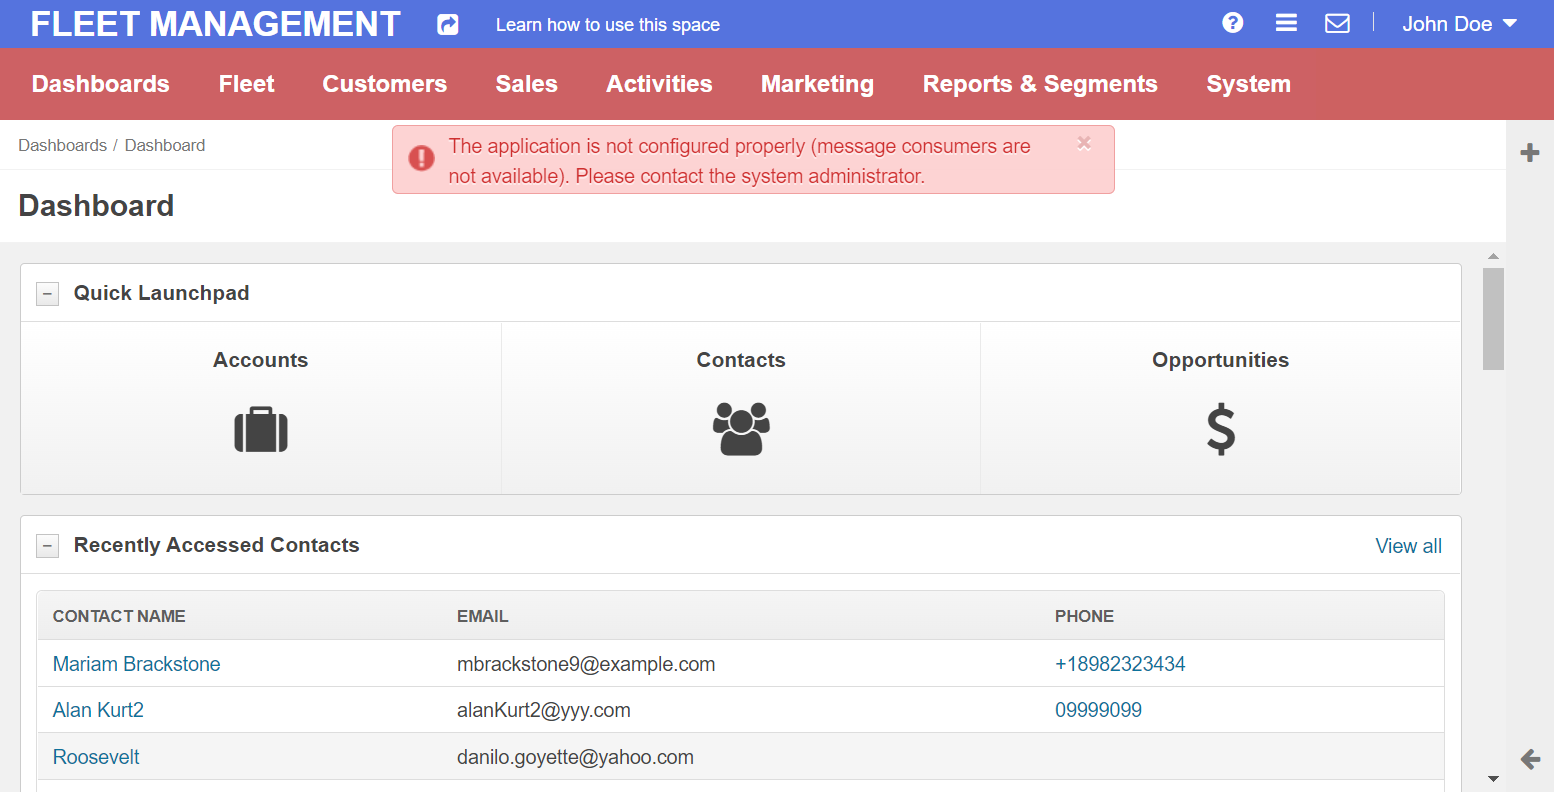 FLEET MANAGEMENT
Learn how to use this space
John Doe
Dashboards Fleet Customers Sales Activities Marketing Reports & Segments System
Dashboards / Dashboard
The application is not configured properly (message consumers are
not available). Please contact the system administrator.
Dashboard
Quick Launchpad
Accounts Contacts Opportunities
Recently Accessed Contacts View all
CONTACT NAME EMAIL PHONE
Mariam Brackstone mbrackstone9@example.com +18982323434
Alan Kurt2 alanKurt2@yyy.com 09999099
Roosevelt danilo.goyette@yahoo.com